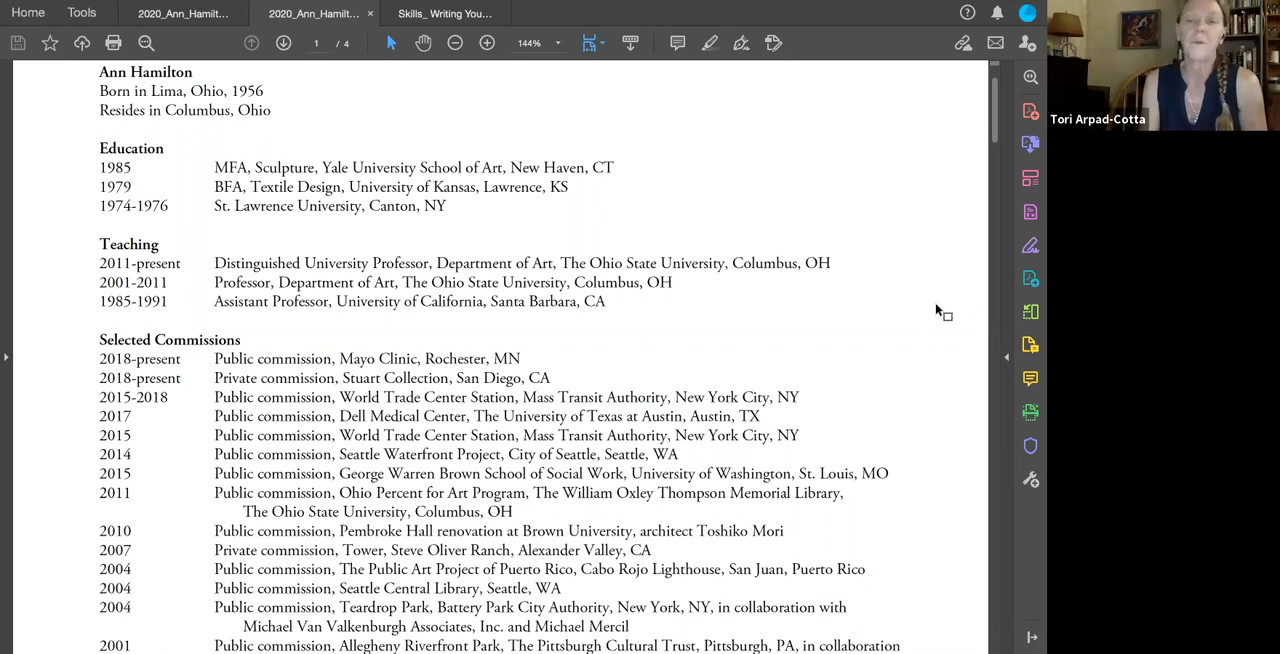 Home Tools 2020_Ann_Hamilt... 2020_Ann_Hamilt... × Skills_ Writing You...
1 / 4 144%
Tori Arpad-Cotta
Ann Hamilton
Born in Lima, Ohio, 1956
Resides in Columbus, Ohio
Education
1985 MFA, Sculpture, Yale University School of Art, New Haven, CT
1979 BFA, Textile Design, University of Kansas, Lawrence, KS
1974-1976 St. Lawrence University, Canton, NY
Teaching
2011-present Distinguished University Professor, Department of Art, The Ohio State University, Columbus, OH
2001-2011 Professor, Department of Art, The Ohio State University, Columbus, OH
1985-1991 Assistant Professor, University of California, Santa Barbara, CA
Selected Commissions
2018-present Public commission, Mayo Clinic, Rochester, MN
2018-present Private commission, Stuart Collection, San Diego, CA
2015-2018 Public commission, World Trade Center Station, Mass Transit Authority, New York City, NY
2017 Public commission, Dell Medical Center, The University of Texas at Austin, Austin, TX
2015 Public commission, World Trade Center Station, Mass Transit Authority, New York City, NY
2014 Public commission, Seattle Waterfront Project, City of Seattle, Seattle, WA
2015 Public commission, George Warren Brown School of Social Work, University of Washington, St. Louis, MO
2011 Public commission, Ohio Percent for Art Program, The William Oxley Thompson Memorial Library,
The Ohio State University, Columbus, OH
2010 Public commission, Pembroke Hall renovation at Brown University, architect Toshiko Mori
2007 Private commission, Tower, Steve Oliver Ranch, Alexander Valley, CA
2004 Public commission, The Public Art Project of Puerto Rico, Cabo Rojo Lighthouse, San Juan, Puerto Rico
2004 Public commission, Seattle Central Library, Seattle, WA
2004 Public commission, Teardrop Park, Battery Park City Authority, New York, NY, in collaboration with
Michael Van Valkenburgh Associates, Inc. and Michael Mercil
2001 Public commission, Allegheny Riverfront Park, The Pittsburgh Cultural Trust, Pittsburgh, PA, in collaboration